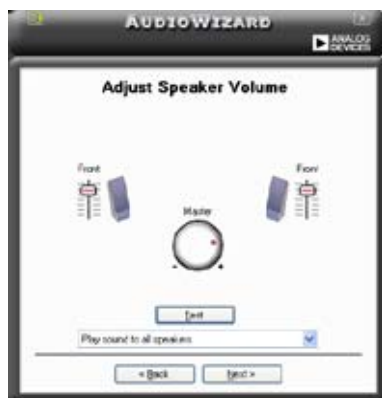 AUDIOWIZARD
ANALOG
DEVICES
Adjust Speaker Volume
Front
Front
Master
Test
Play sound to all speakers
< Back
Next >